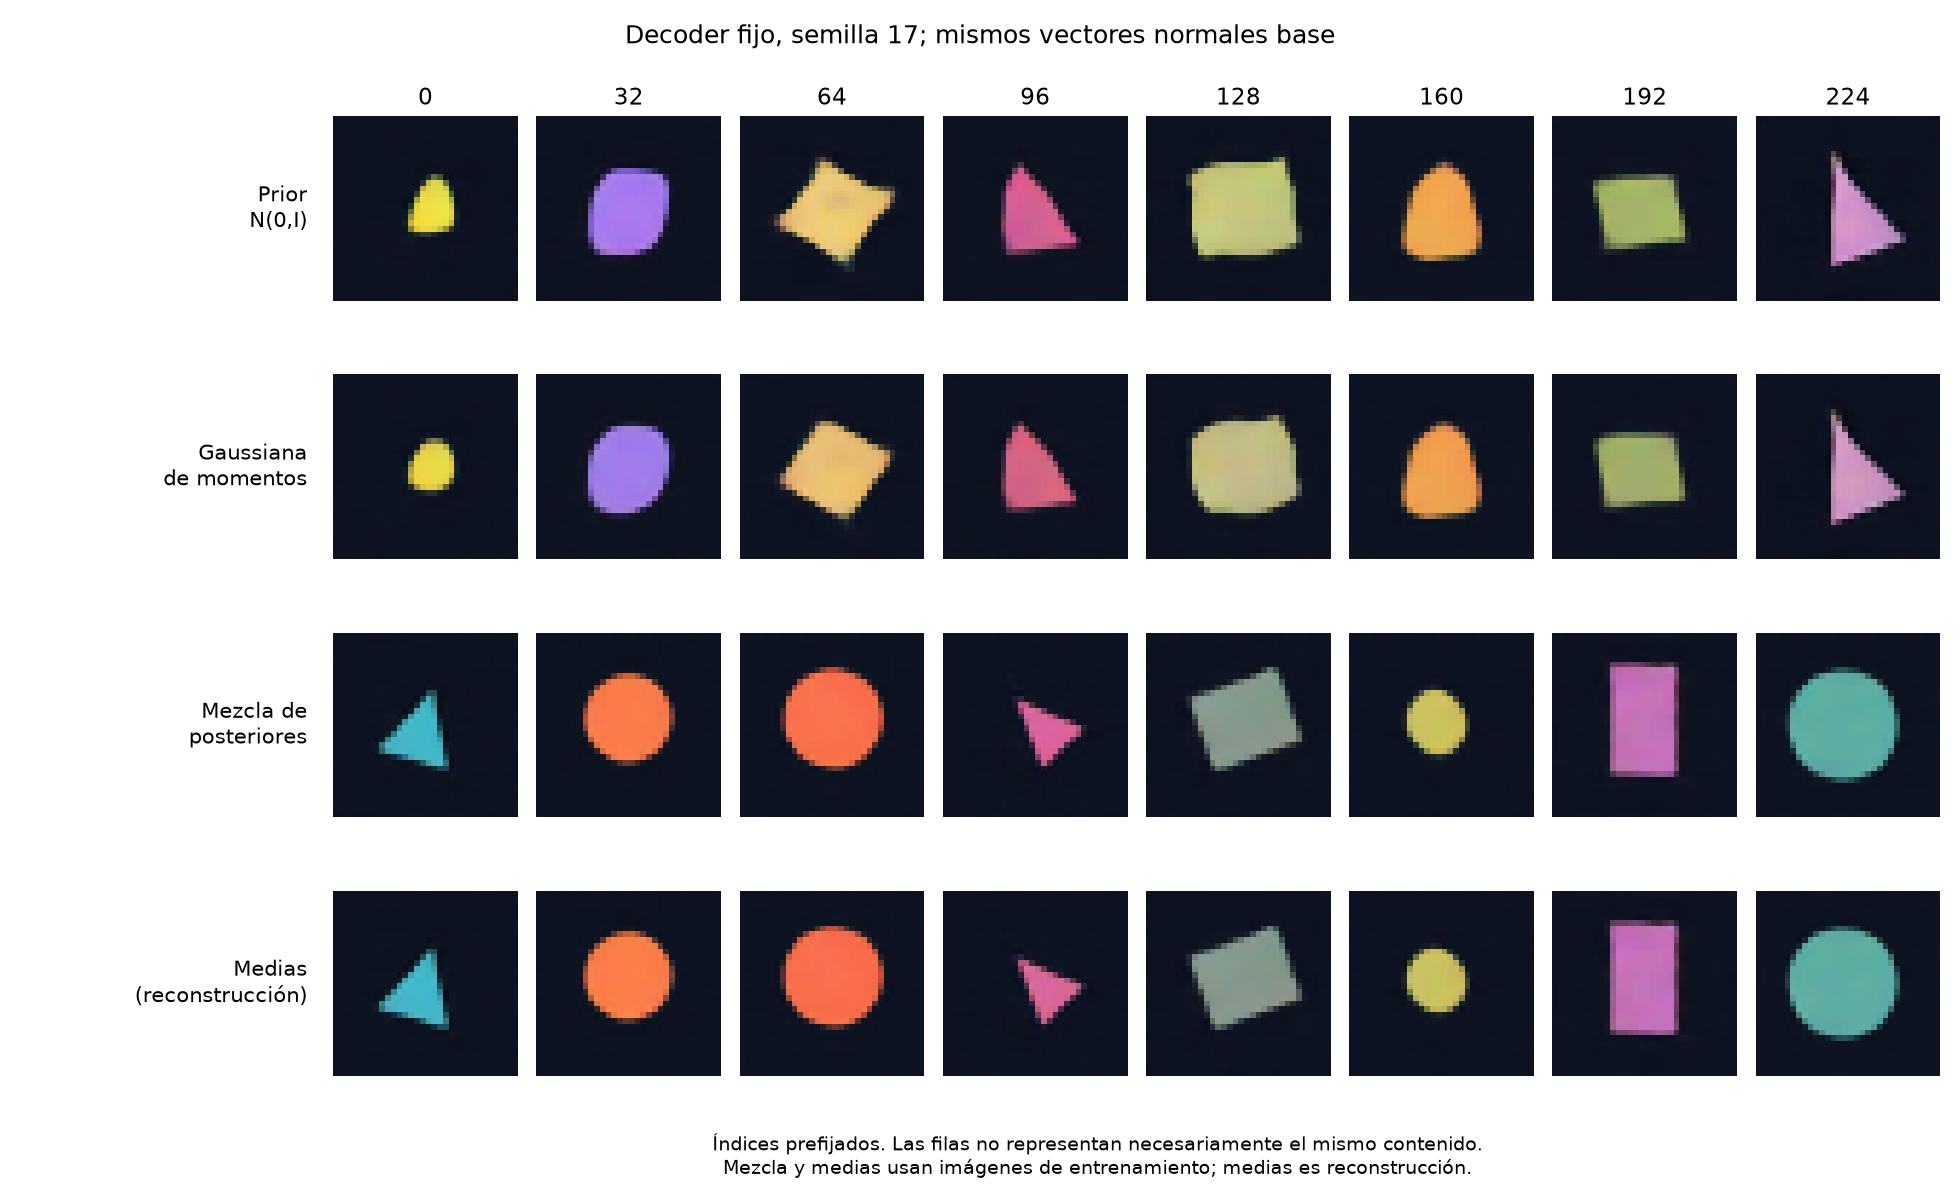 Decoder fijo, semilla 17; mismos vectores normales base
0 32 64 96 128 160 192 224
Prior
N(0,I)
Gaussiana
de momentos
Mezcla de
posteriores
Medias
(reconstrucción)
Índices prefijados. Las filas no representan necesariamente el mismo contenido.
Mezcla y medias usan imágenes de entrenamiento; medias es reconstrucción.